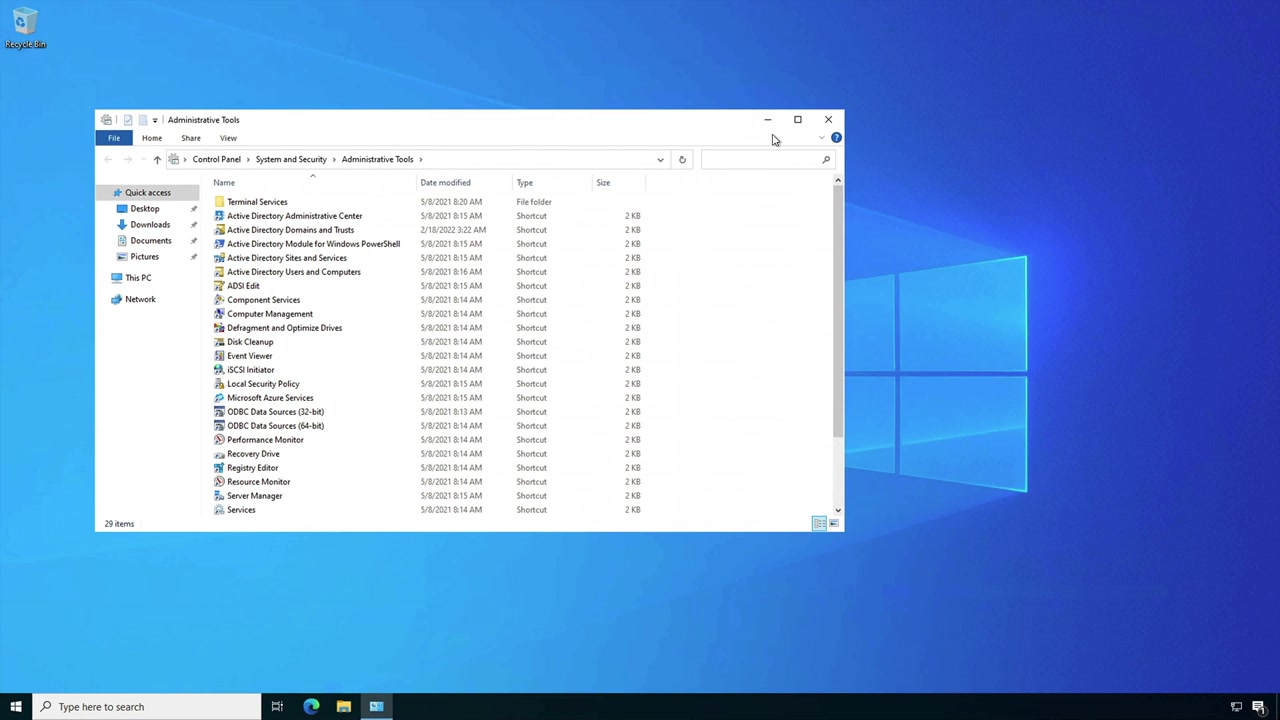 Recycle Bin
Administrative Tools
File Home Share View
Control Panel System and Security Administrative Tools
Name Date modified Type Size
Quick access
Desktop
Downloads
Documents
Pictures
This PC
Network
Terminal Services 5/8/2021 8:20 AM File folder
Active Directory Administrative Center 5/8/2021 8:15 AM Shortcut 2 KB
Active Directory Domains and Trusts 2/18/2022 3:22 AM Shortcut 2 KB
Active Directory Module for Windows PowerShell 5/8/2021 8:15 AM Shortcut 2 KB
Active Directory Sites and Services 5/8/2021 8:15 AM Shortcut 2 KB
Active Directory Users and Computers 5/8/2021 8:16 AM Shortcut 2 KB
ADSI Edit 5/8/2021 8:15 AM Shortcut 2 KB
Component Services 5/8/2021 8:14 AM Shortcut 2 KB
Computer Management 5/8/2021 8:14 AM Shortcut 2 KB
Defragment and Optimize Drives 5/8/2021 8:14 AM Shortcut 2 KB
Disk Cleanup 5/8/2021 8:14 AM Shortcut 2 KB
Event Viewer 5/8/2021 8:14 AM Shortcut 2 KB
iSCSI Initiator 5/8/2021 8:14 AM Shortcut 2 KB
Local Security Policy 5/8/2021 8:15 AM Shortcut 2 KB
Microsoft Azure Services 5/8/2021 8:15 AM Shortcut 2 KB
ODBC Data Sources (32-bit) 5/8/2021 8:13 AM Shortcut 2 KB
ODBC Data Sources (64-bit) 5/8/2021 8:14 AM Shortcut 2 KB
Performance Monitor 5/8/2021 8:14 AM Shortcut 2 KB
Recovery Drive 5/8/2021 8:14 AM Shortcut 2 KB
Registry Editor 5/8/2021 8:14 AM Shortcut 2 KB
Resource Monitor 5/8/2021 8:14 AM Shortcut 2 KB
Server Manager 5/8/2021 8:15 AM Shortcut 2 KB
Services 5/8/2021 8:14 AM Shortcut 2 KB
29 items
Type here to search